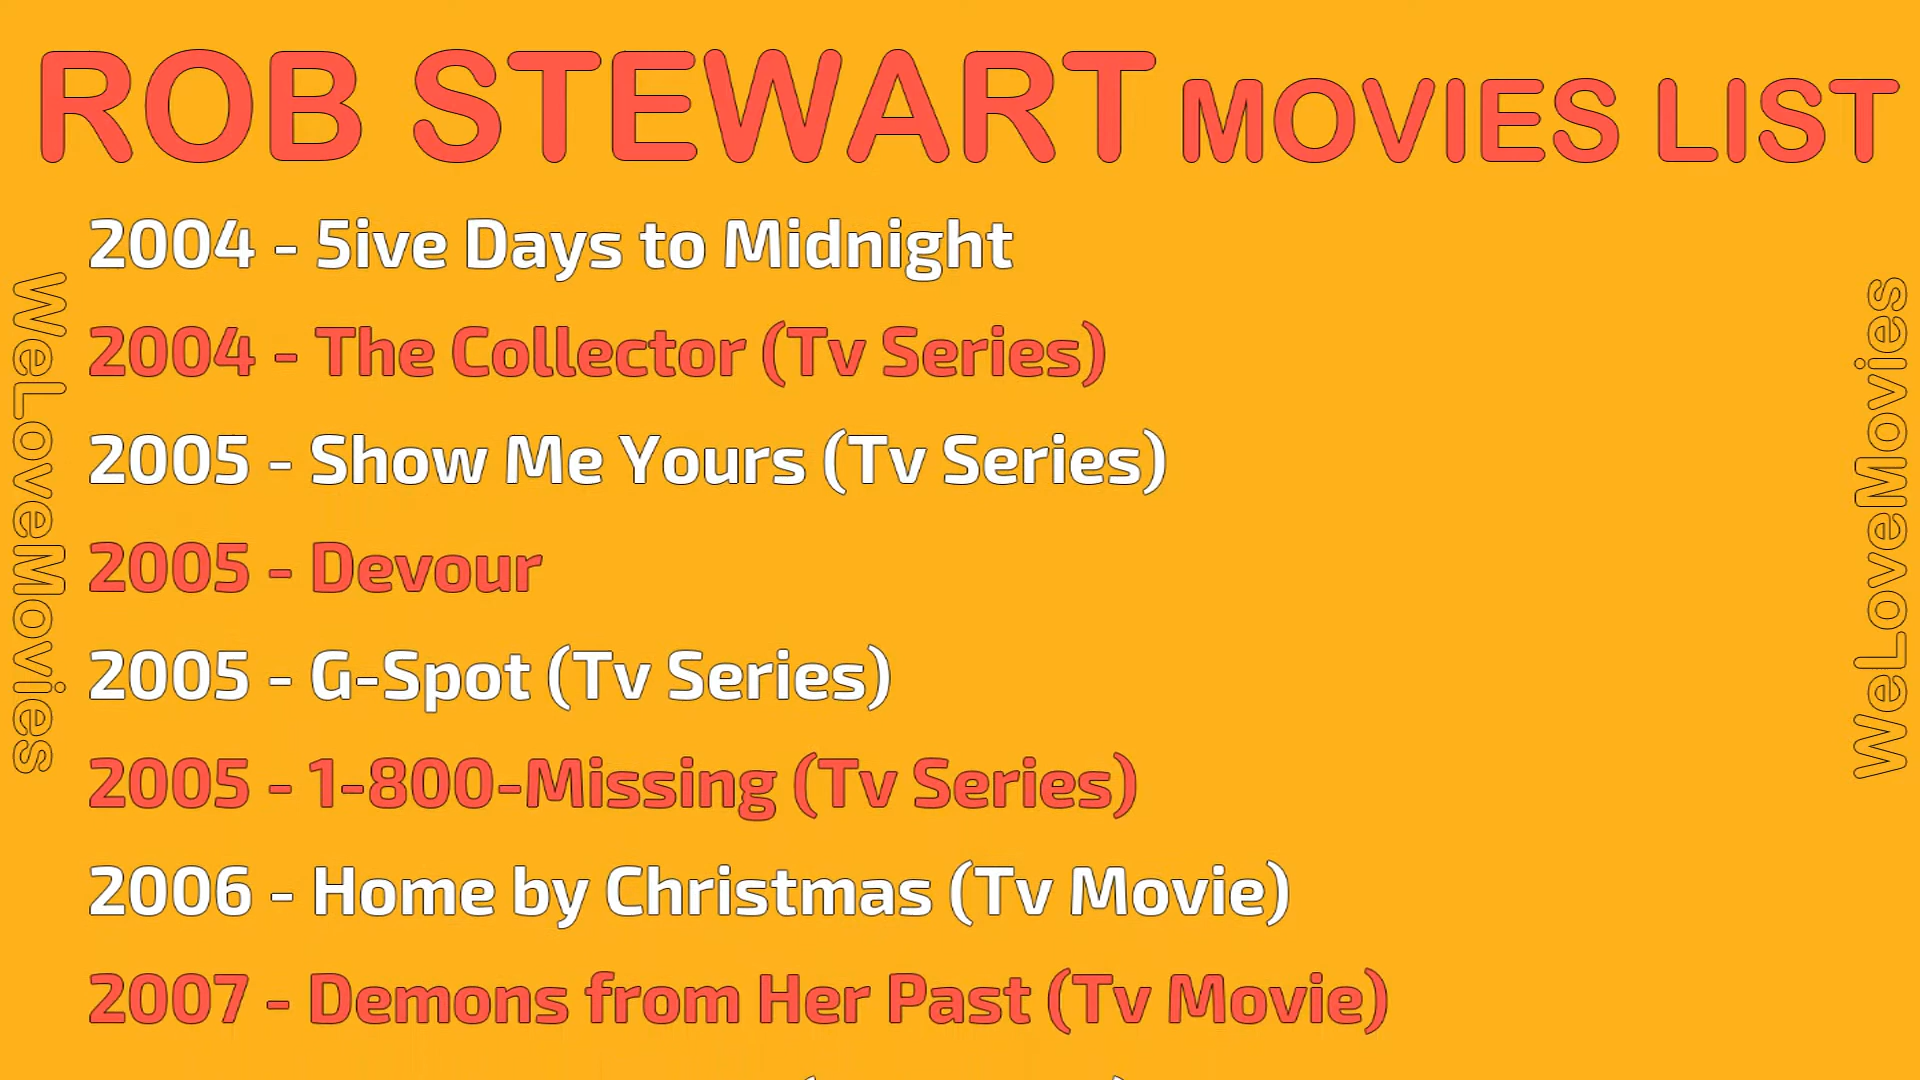 ROB STEWART MOVIES LIST
2004 - 5ive Days to Midnight
2004 - The Collector (Tv Series)
2005 - Show Me Yours (Tv Series)
2005 - Devour
2005 - G-Spot (Tv Series)
2005 - 1-800-Missing (Tv Series)
2006 - Home by Christmas (Tv Movie)
2007 - Demons from Her Past (Tv Movie)
WeLoveMovies
WeLoveMovies